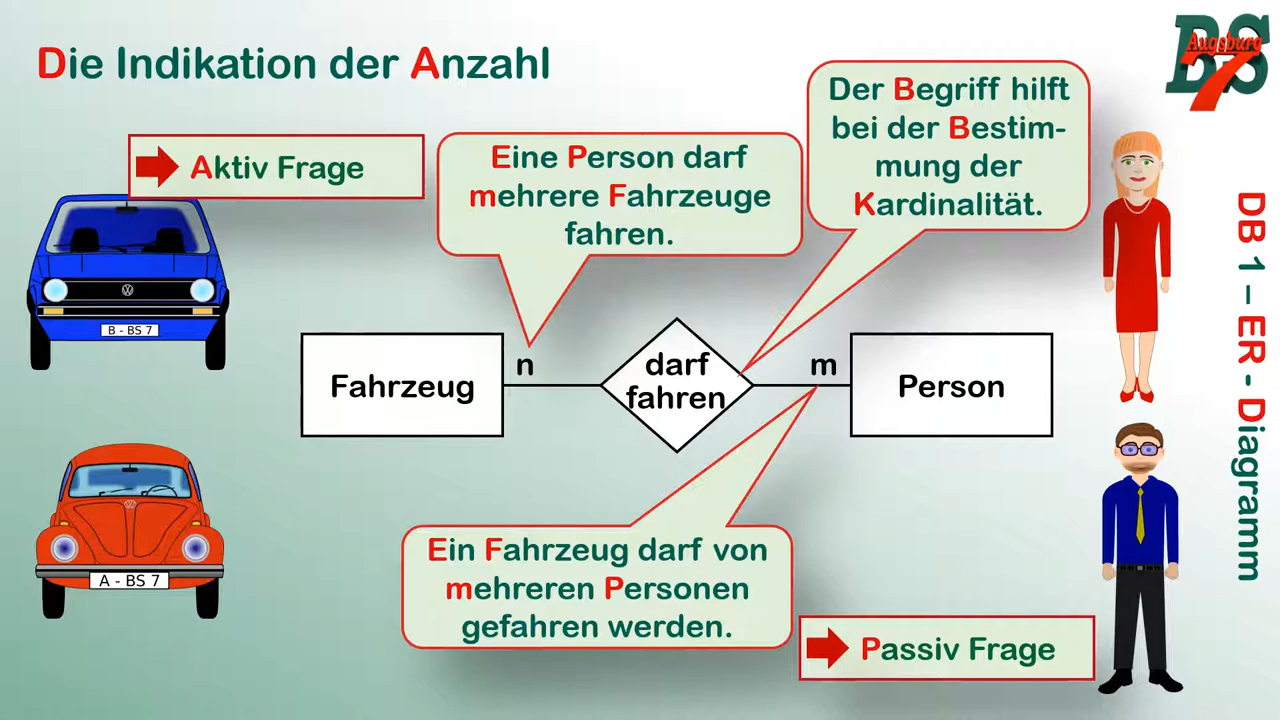 Die Indikation der Anzahl
BS
Augsburg
7
Aktiv Frage
Eine Person darf
mehrere Fahrzeuge
fahren.
Der Begriff hilft
bei der Bestim-
mung der
Kardinalität.
B - BS 7
Fahrzeug
n
darf
fahren
m
Person
A - BS 7
Ein Fahrzeug darf von
mehreren Personen
gefahren werden.
Passiv Frage
DB 1 – ER - Diagramm